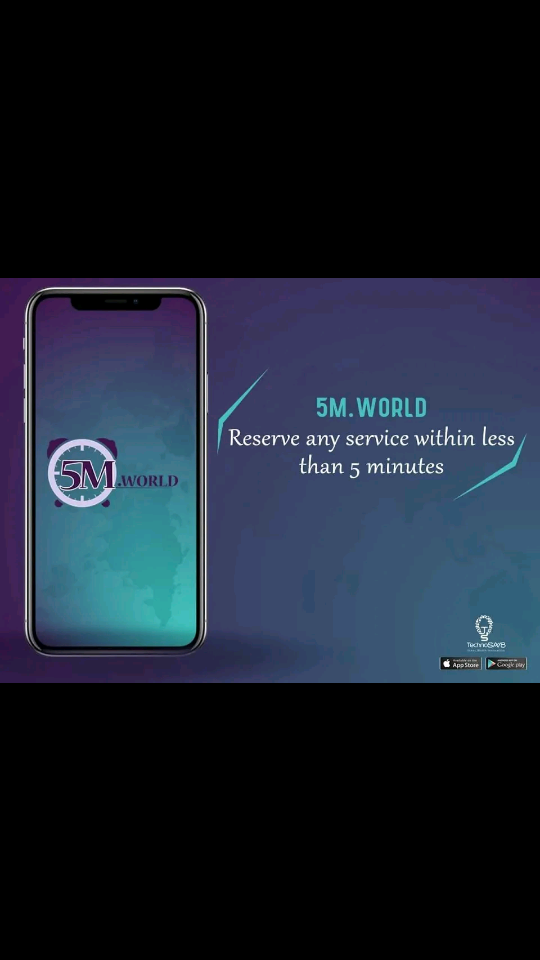 5M.WORLD
5M.WORLD
Reserve any service within less
than 5 minutes
TechnoSAYB
App Store
Google play